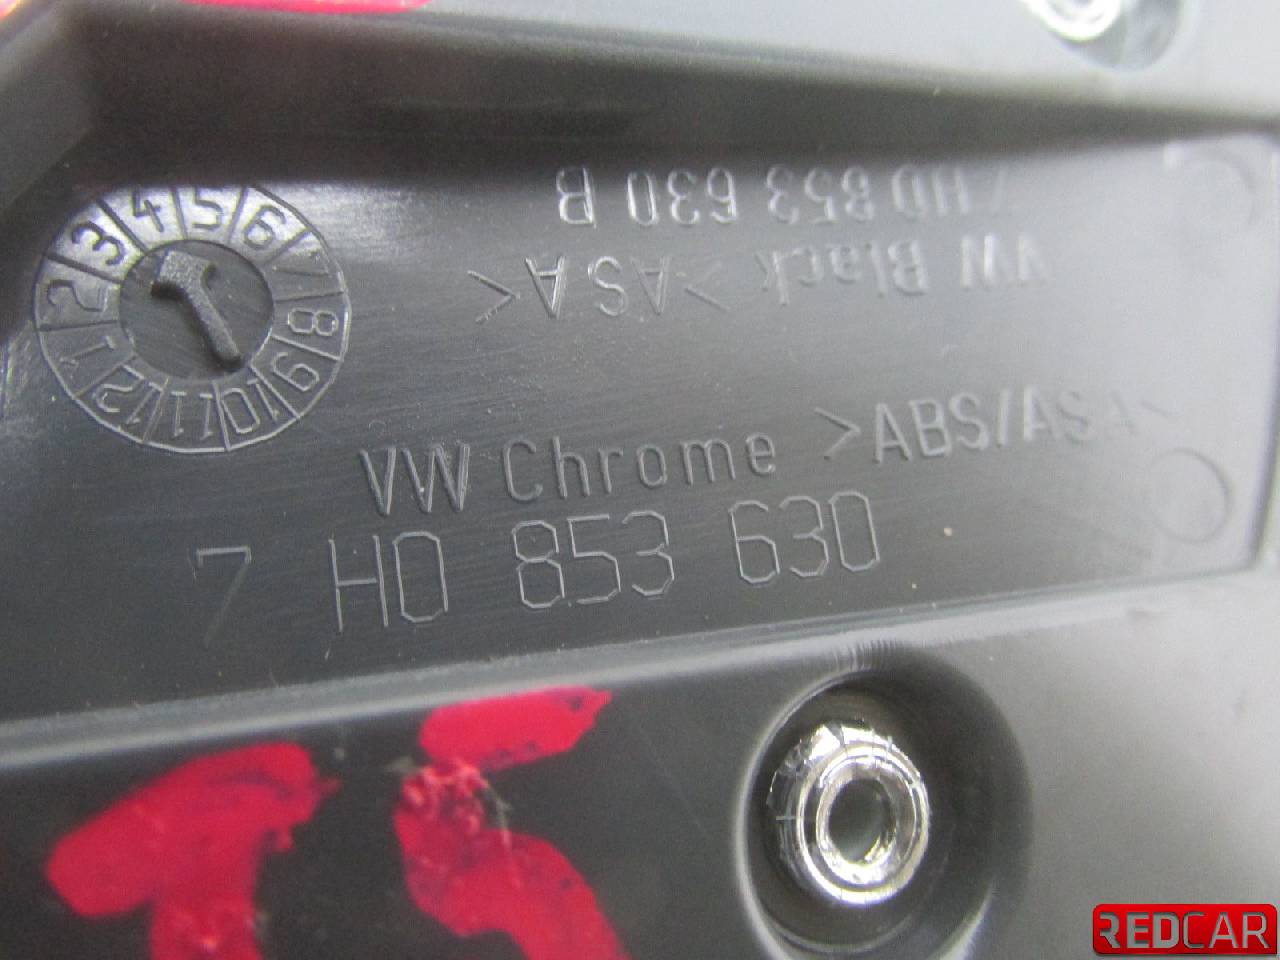 7H0 853 630 B
VW Black >ASA<
1 2 3 4 5 6 7 8 9 10 11 12
VW Chrome >ABS/ASA<
7 H0 853 630
T5
REDCAR